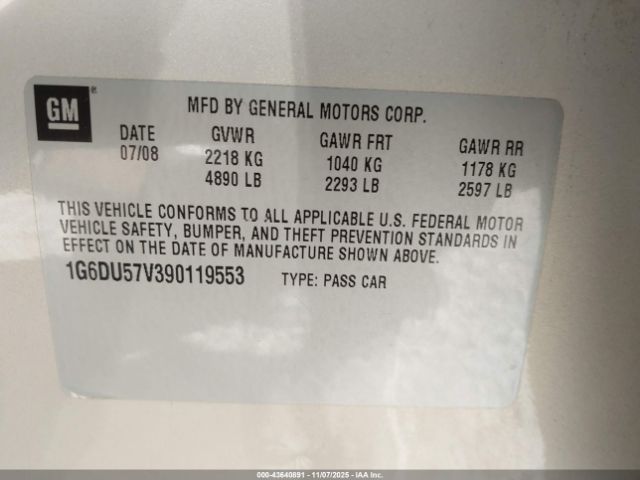 GM ®
MFD BY GENERAL MOTORS CORP.
DATE GVWR GAWR FRT GAWR RR
07/08 2218 KG 1040 KG 1178 KG
4890 LB 2293 LB 2597 LB
THIS VEHICLE CONFORMS TO ALL APPLICABLE U.S. FEDERAL MOTOR
VEHICLE SAFETY, BUMPER, AND THEFT PREVENTION STANDARDS IN
EFFECT ON THE DATE OF MANUFACTURE SHOWN ABOVE.
1G6DU57V390119553 TYPE: PASS CAR
000-43640891 - 11/07/2025 - IAAI.COM